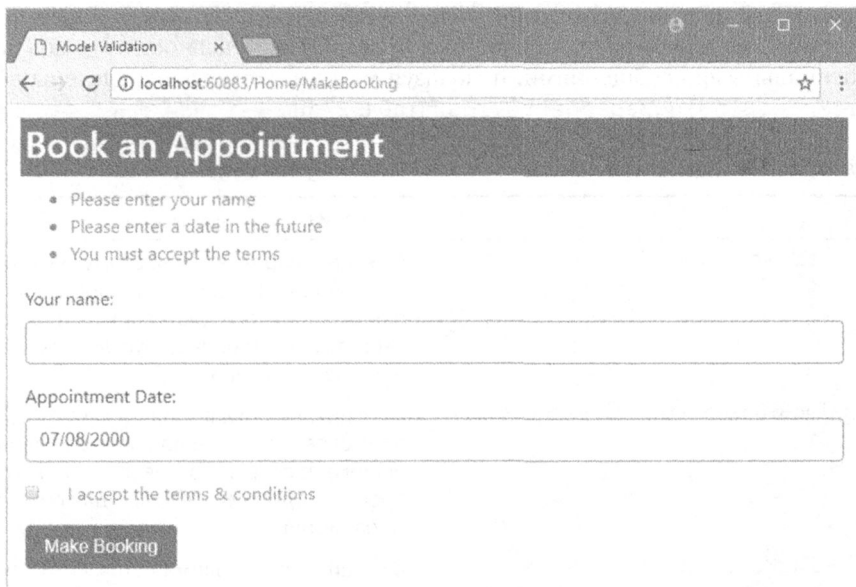 Model Validation
localhost:60883/Home/MakeBooking
Book an Appointment
• Please enter your name
• Please enter a date in the future
• You must accept the terms
Your name:
Appointment Date:
07/08/2000
I accept the terms & conditions
Make Booking